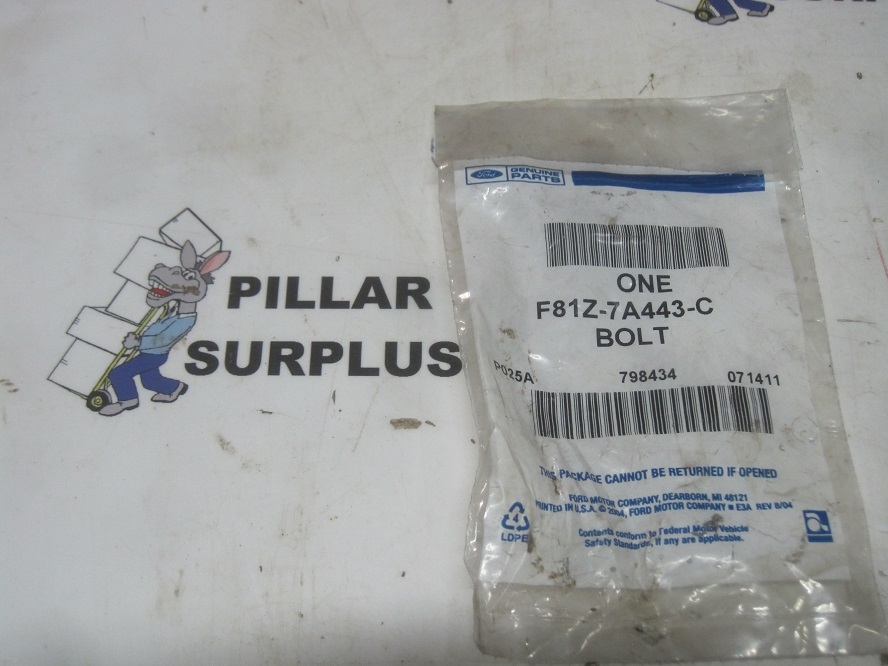 PILLAR
SURPLUS
Ford
GENUINE
PARTS
ONE
F81Z-7A443-C
BOLT
P025A 798434 071411
THIS PACKAGE CANNOT BE RETURNED IF OPENED
FORD MOTOR COMPANY, DEARBORN, MI 48121
PRINTED IN U.S.A. © 2004, FORD MOTOR COMPANY ■ E3A REV 8/04
4
LDPE
Contents conform to Federal Motor Vehicle
Safety Standards, if any are applicable.